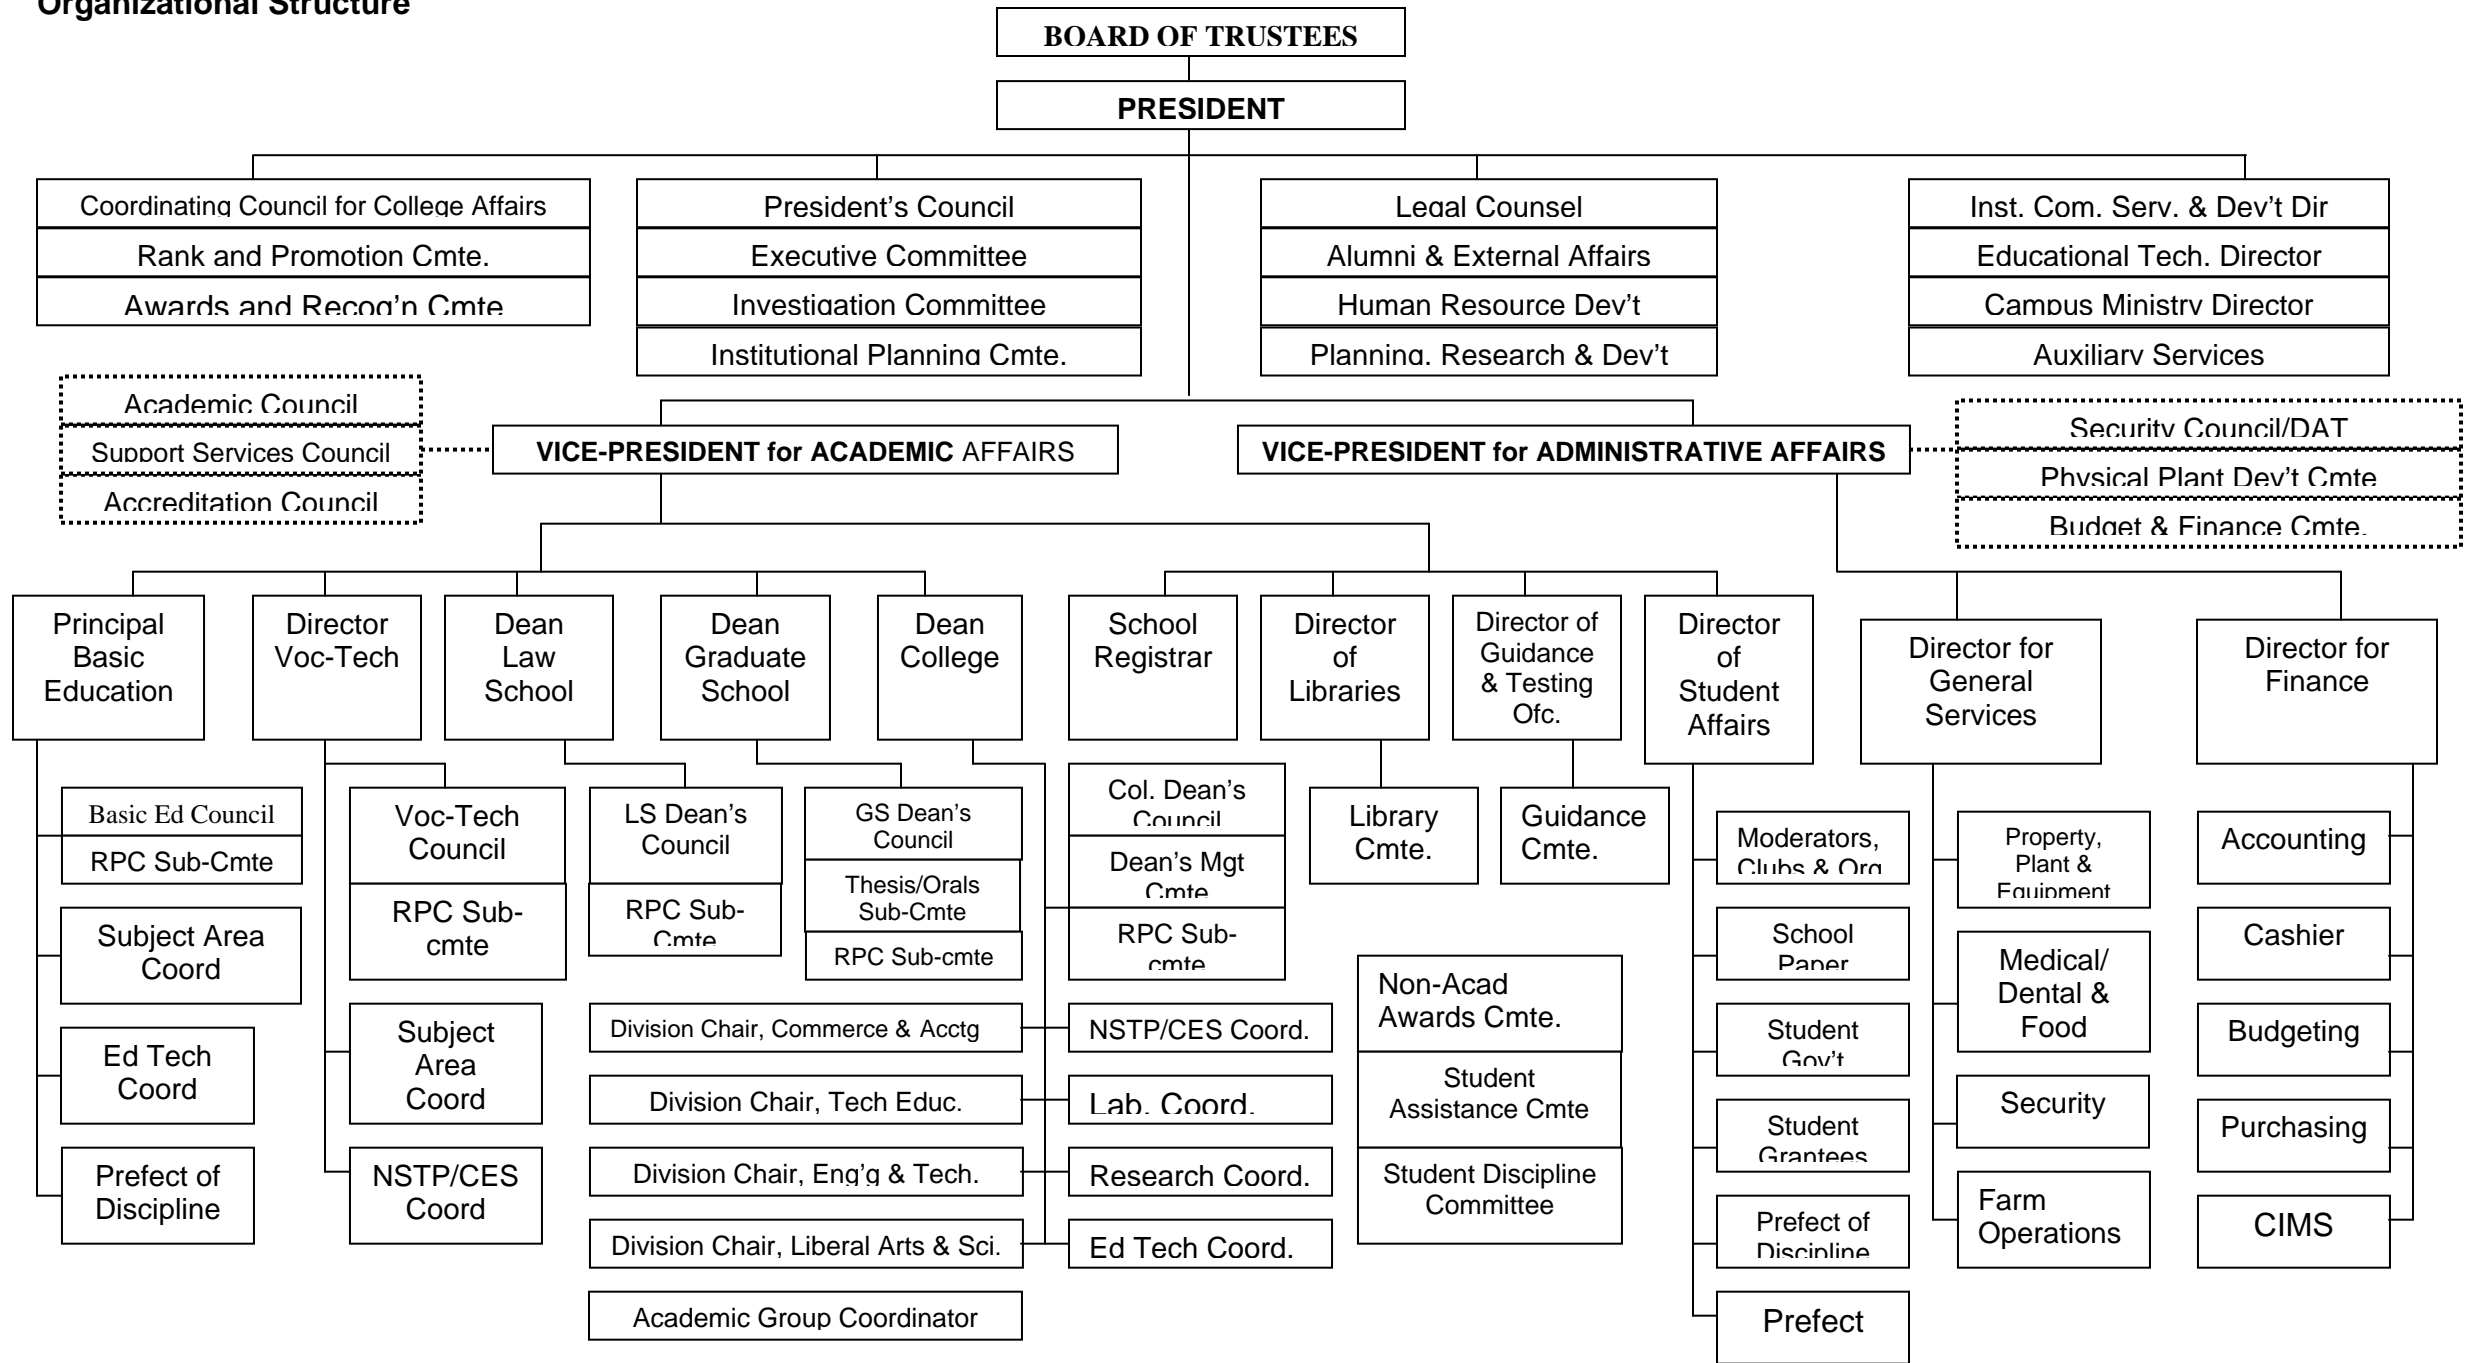 Organizational Structure
BOARD OF TRUSTEES
PRESIDENT
Coordinating Council for College Affairs
Rank and Promotion Cmte.
Awards and Recog'n Cmte
President's Council
Executive Committee
Investigation Committee
Institutional Planning Cmte.
Legal Counsel
Alumni & External Affairs
Human Resource Dev't
Planning. Research & Dev't
Inst. Com. Serv. & Dev't Dir
Educational Tech. Director
Campus Ministry Director
Auxiliary Services
Academic Council
Support Services Council
Accreditation Council
VICE-PRESIDENT for ACADEMIC AFFAIRS
VICE-PRESIDENT for ADMINISTRATIVE AFFAIRS
Security Council/DAT
Physical Plant Dev't Cmte
Budget & Finance Cmte.
Principal
Basic
Education
Director
Voc-Tech
Dean
Law
School
Dean
Graduate
School
Dean
College
School
Registrar
Director
of
Libraries
Director of
Guidance
& Testing
Ofc.
Director
of
Student
Affairs
Director for
General
Services
Director for
Finance
Basic Ed Council
RPC Sub-Cmte
Subject Area
Coord
Ed Tech
Coord
Prefect of
Discipline
Voc-Tech
Council
RPC Sub-
cmte
Subject
Area
Coord
NSTP/CES
Coord
LS Dean's
Council
RPC Sub-
Cmte
GS Dean's
Council
Thesis/Orals
Sub-Cmte
RPC Sub-cmte
Division Chair, Commerce & Acctg
Division Chair, Tech Educ.
Division Chair, Eng'g & Tech.
Division Chair, Liberal Arts & Sci.
Academic Group Coordinator
Col. Dean's
Council
Dean's Mgt
Cmte
RPC Sub-
cmte
NSTP/CES Coord.
Lab. Coord.
Research Coord.
Ed Tech Coord.
Library
Cmte.
Guidance
Cmte.
Non-Acad
Awards Cmte.
Student
Assistance Cmte
Student Discipline
Committee
Moderators,
Clubs & Org
School
Paper
Student
Gov't
Student
Grantees
Prefect of
Discipline
Prefect
Property,
Plant &
Equipment
Medical/
Dental &
Food
Security
Farm
Operations
Accounting
Cashier
Budgeting
Purchasing
CIMS